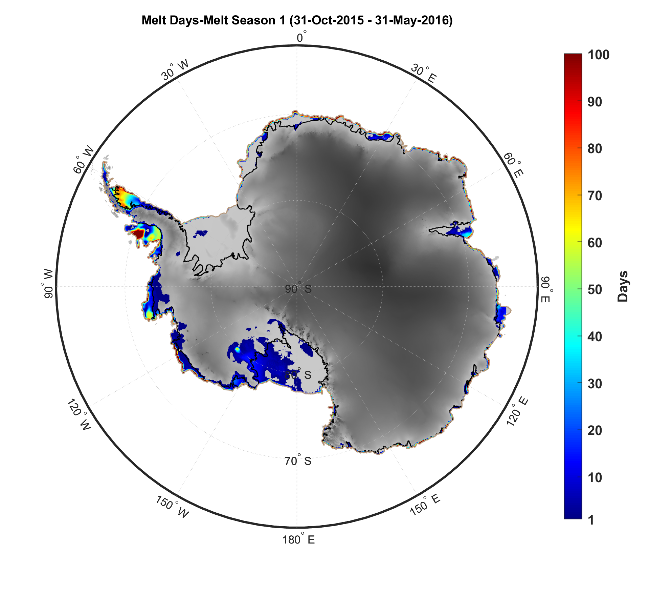 Melt Days-Melt Season 1 (31-Oct-2015 - 31-May-2016)
0°
30° W
30° E
60° W
60° E
90° W
90° S
90° E
° S
120° W
120° E
70° S
150° W
150° E
180° E
100
90
80
70
60
50
40
30
20
10
1
Days